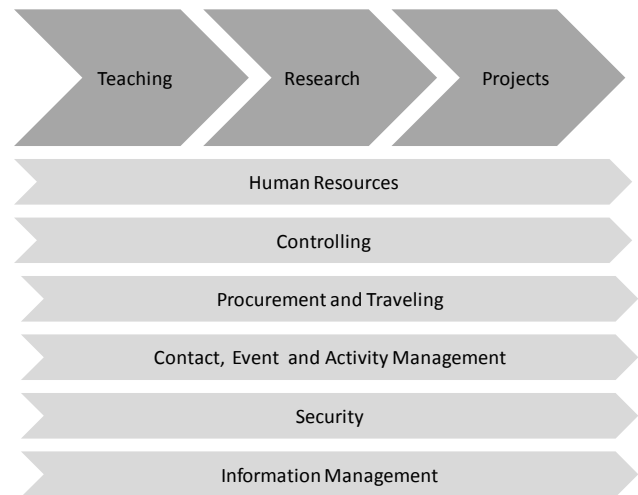 Teaching
Research
Projects
Human Resources
Controlling
Procurement and Traveling
Contact, Event and Activity Management
Security
Information Management